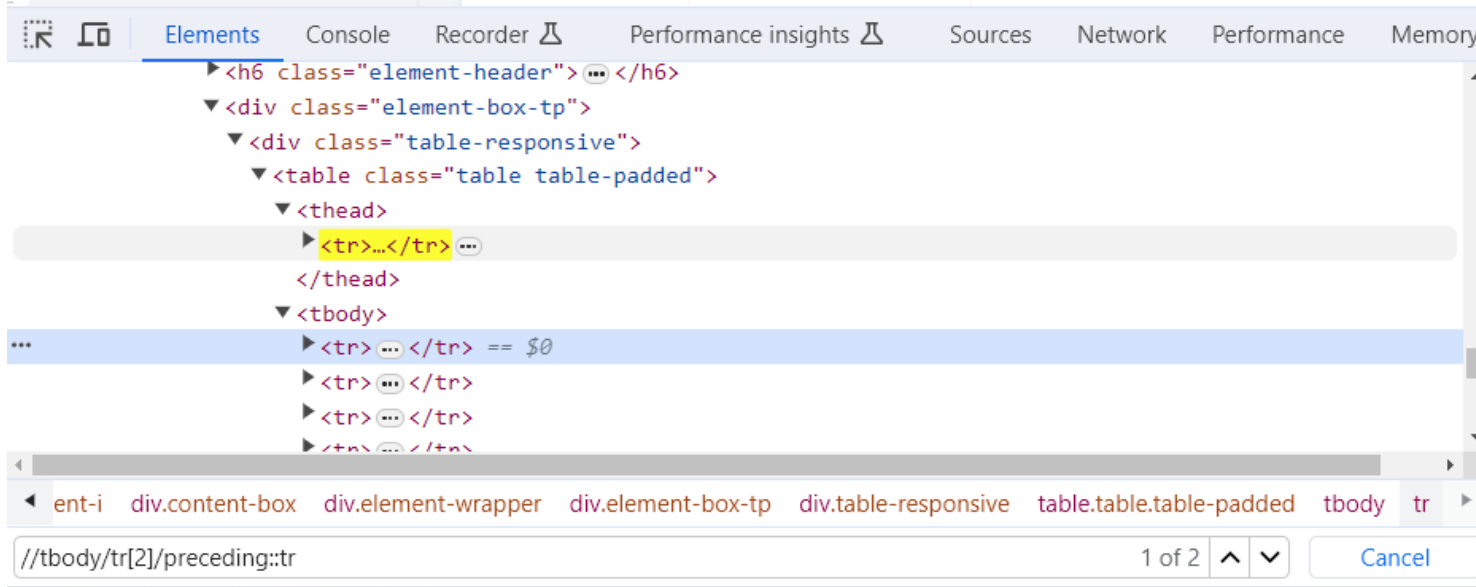 Elements Console Recorder Performance insights Sources Network Performance Memory
<h6 class="element-header">…</h6>
<div class="element-box-tp">
<div class="table-responsive">
<table class="table table-padded">
<thead>
<tr>…</tr>…
</thead>
<tbody>
… <tr>…</tr> == $0
<tr>…</tr>
<tr>…</tr>
<tr>…</tr>
ent-i div.content-box div.element-wrapper div.element-box-tp div.table-responsive table.table.table-padded tbody tr
//tbody/tr[2]/preceding::tr 1 of 2 Cancel